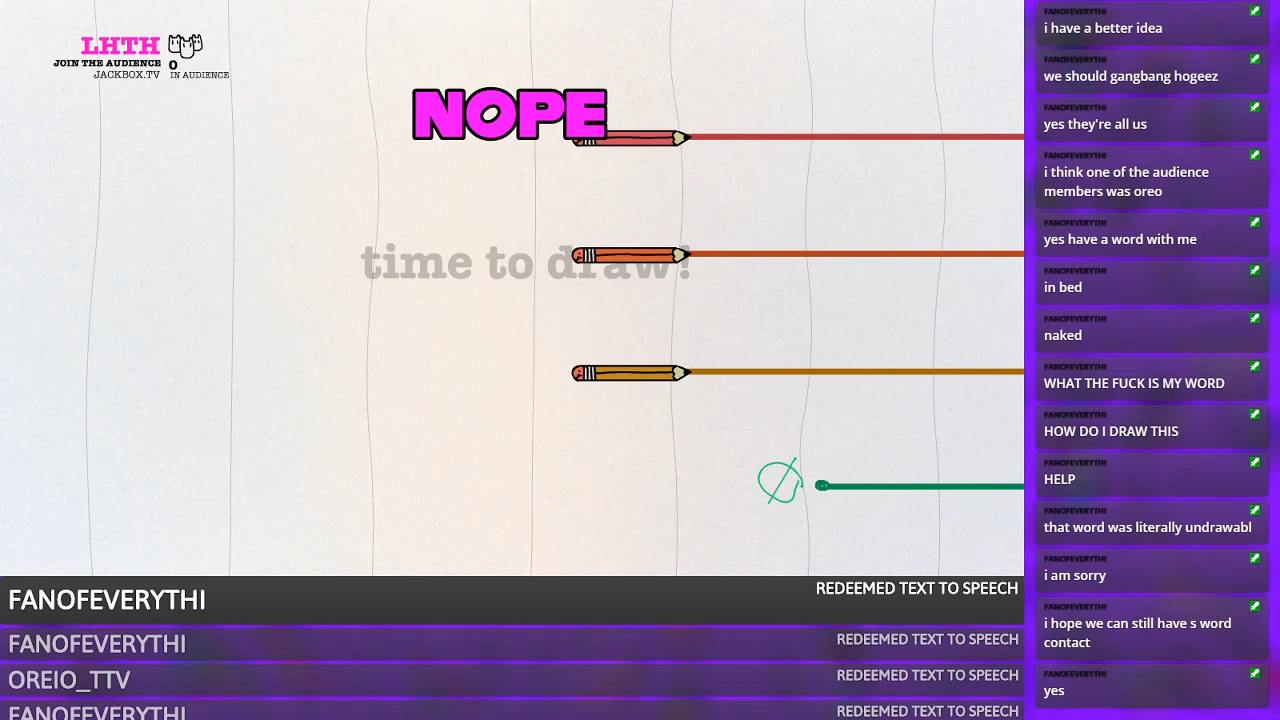 LHTH
JOIN THE AUDIENCE
JACKBOX.TV
0
IN AUDIENCE
NOPE
time to draw!
FANOFEVERYTHI
REDEEMED TEXT TO SPEECH
FANOFEVERYTHI
REDEEMED TEXT TO SPEECH
OREIO_TTV
REDEEMED TEXT TO SPEECH
FANOFEVERYTHI
REDEEMED TEXT TO SPEECH
FANOFEVERYTHI
i have a better idea
FANOFEVERYTHI
we should gangbang hogeez
FANOFEVERYTHI
yes they're all us
FANOFEVERYTHI
i think one of the audience
members was oreo
FANOFEVERYTHI
yes have a word with me
FANOFEVERYTHI
in bed
FANOFEVERYTHI
naked
FANOFEVERYTHI
WHAT THE FUCK IS MY WORD
FANOFEVERYTHI
HOW DO I DRAW THIS
FANOFEVERYTHI
HELP
FANOFEVERYTHI
that word was literally undrawabl
FANOFEVERYTHI
i am sorry
FANOFEVERYTHI
i hope we can still have s word
contact
FANOFEVERYTHI
yes